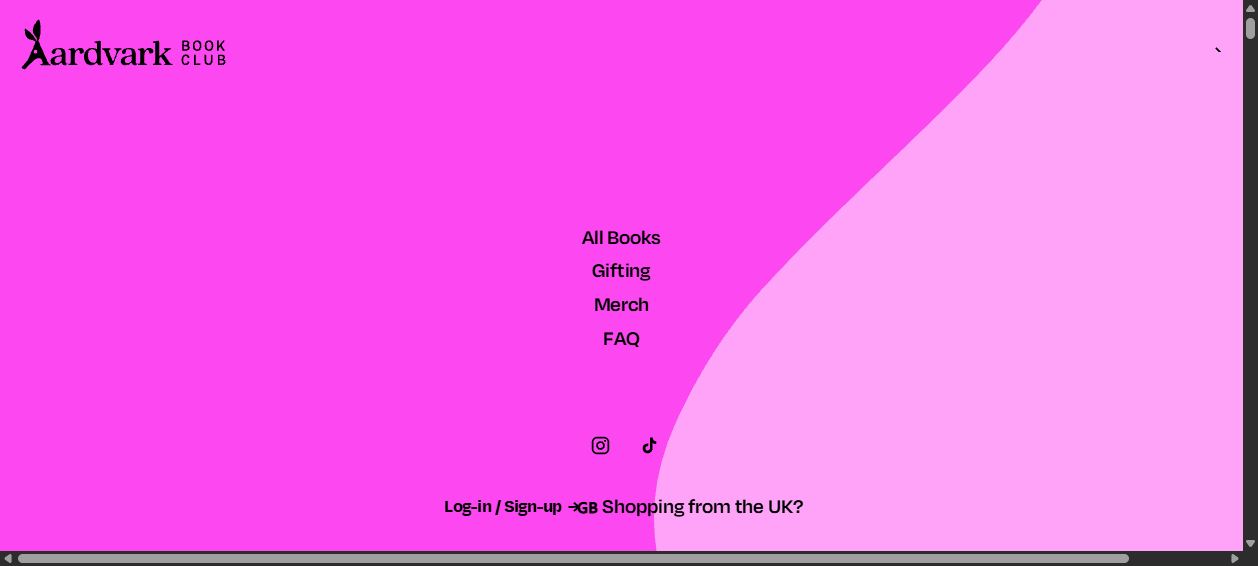 Aardvark BOOK CLUB
All Books
Gifting
Merch
FAQ
Log-in / Sign-up →GB Shopping from the UK?